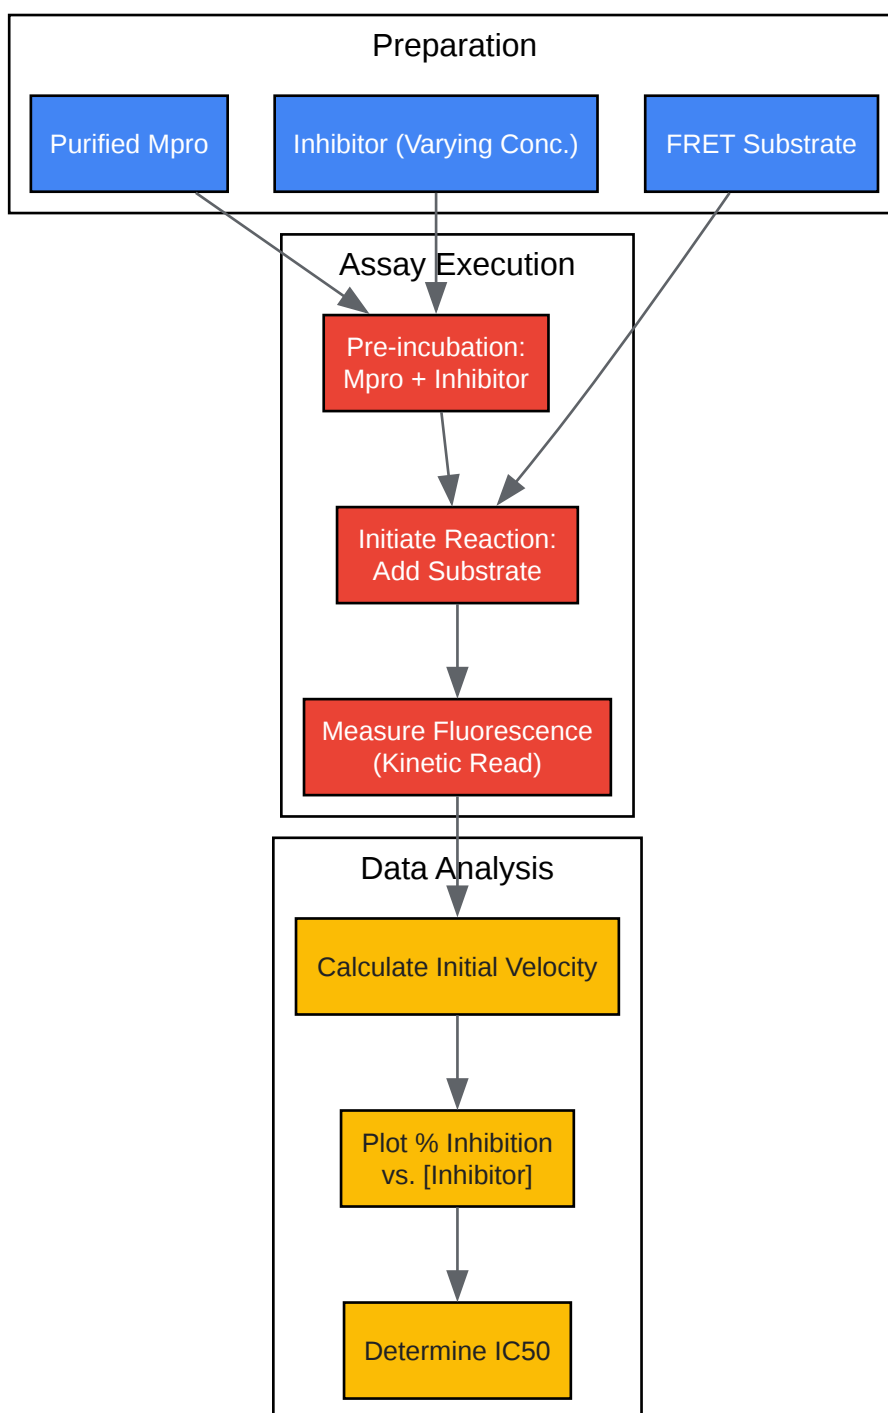 Preparation
Purified Mpro
Inhibitor (Varying Conc.)
FRET Substrate
Assay Execution
Pre-incubation:
Mpro + Inhibitor
Initiate Reaction:
Add Substrate
Measure Fluorescence
(Kinetic Read)
Data Analysis
Calculate Initial Velocity
Plot % Inhibition
vs. [Inhibitor]
Determine IC50